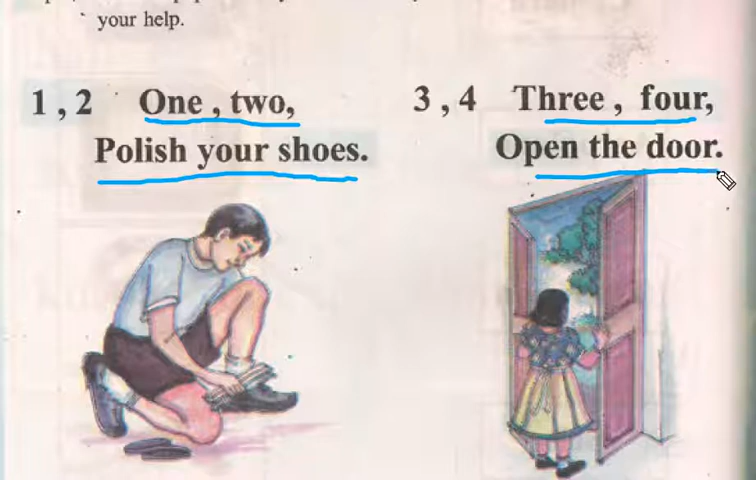 your help.
1 , 2 One , two,
Polish your shoes.
3 , 4 Three , four,
Open the door.